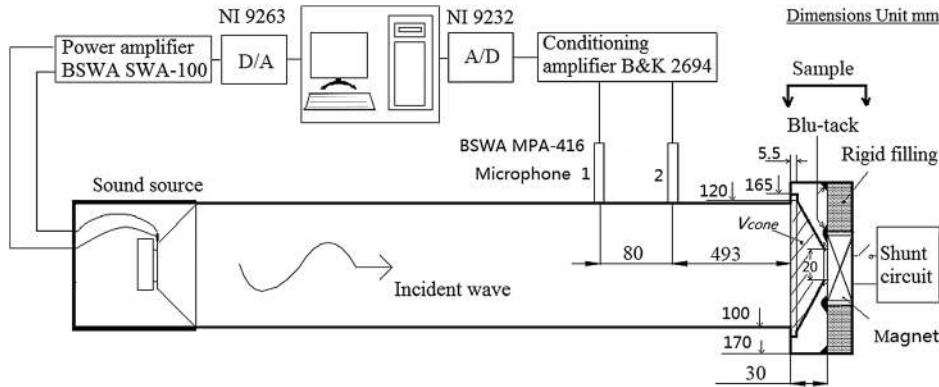 NI 9263
NI 9232
Dimensions Unit mm
Power amplifier
BSWA SWA-100
D/A
A/D
Conditioning
amplifier B&K 2694
Sample
Blu-tack
5.5
Rigid filling
BSWA MPA-416
Microphone 1
2
Sound source
120
165
Vcone
80
493
20
Shunt
circuit
Incident wave
100
170
Magnet
30